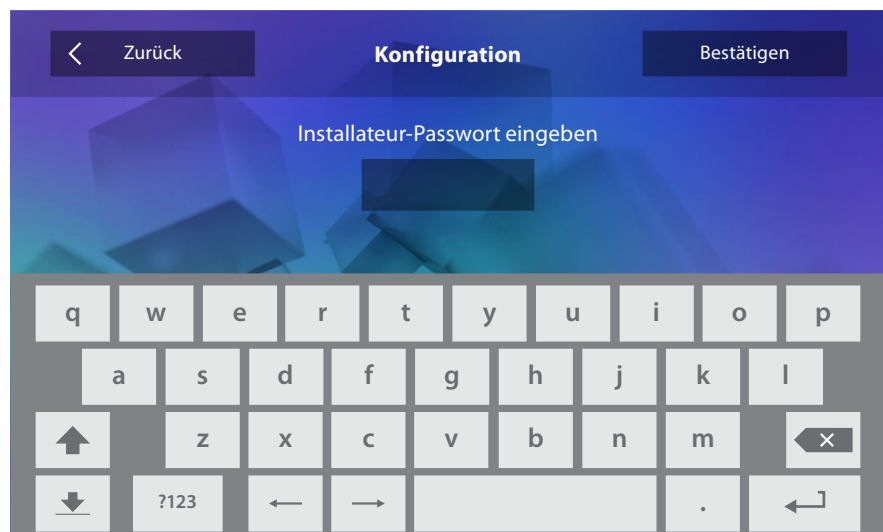 Zurück Konfiguration Bestätigen
Installateur-Passwort eingeben
q w e r t y u i o p
a s d f g h j k l
z x c v b n m
?123 .